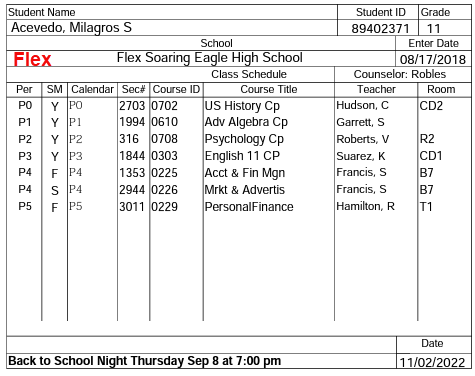 Student Name Student ID Grade
Acevedo, Milagros S 89402371 11
School Enter Date
Flex Flex Soaring Eagle High School 08/17/2018
Class Schedule Counselor: Robles
Per SM Calendar Sec# Course ID Course Title Teacher Room
P0 Y P0 2703 0702 US History Cp Hudson, C CD2
P1 Y P1 1994 0610 Adv Algebra Cp Garrett, S
P2 Y P2 316 0708 Psychology Cp Roberts, V R2
P3 Y P3 1844 0303 English 11 CP Suarez, K CD1
P4 F P4 1353 0225 Acct & Fin Mgn Francis, S B7
P4 S P4 2944 0226 Mrkt & Advertis Francis, S B7
P5 F P5 3011 0229 PersonalFinance Hamilton, R T1
Date
Back to School Night Thursday Sep 8 at 7:00 pm 11/02/2022